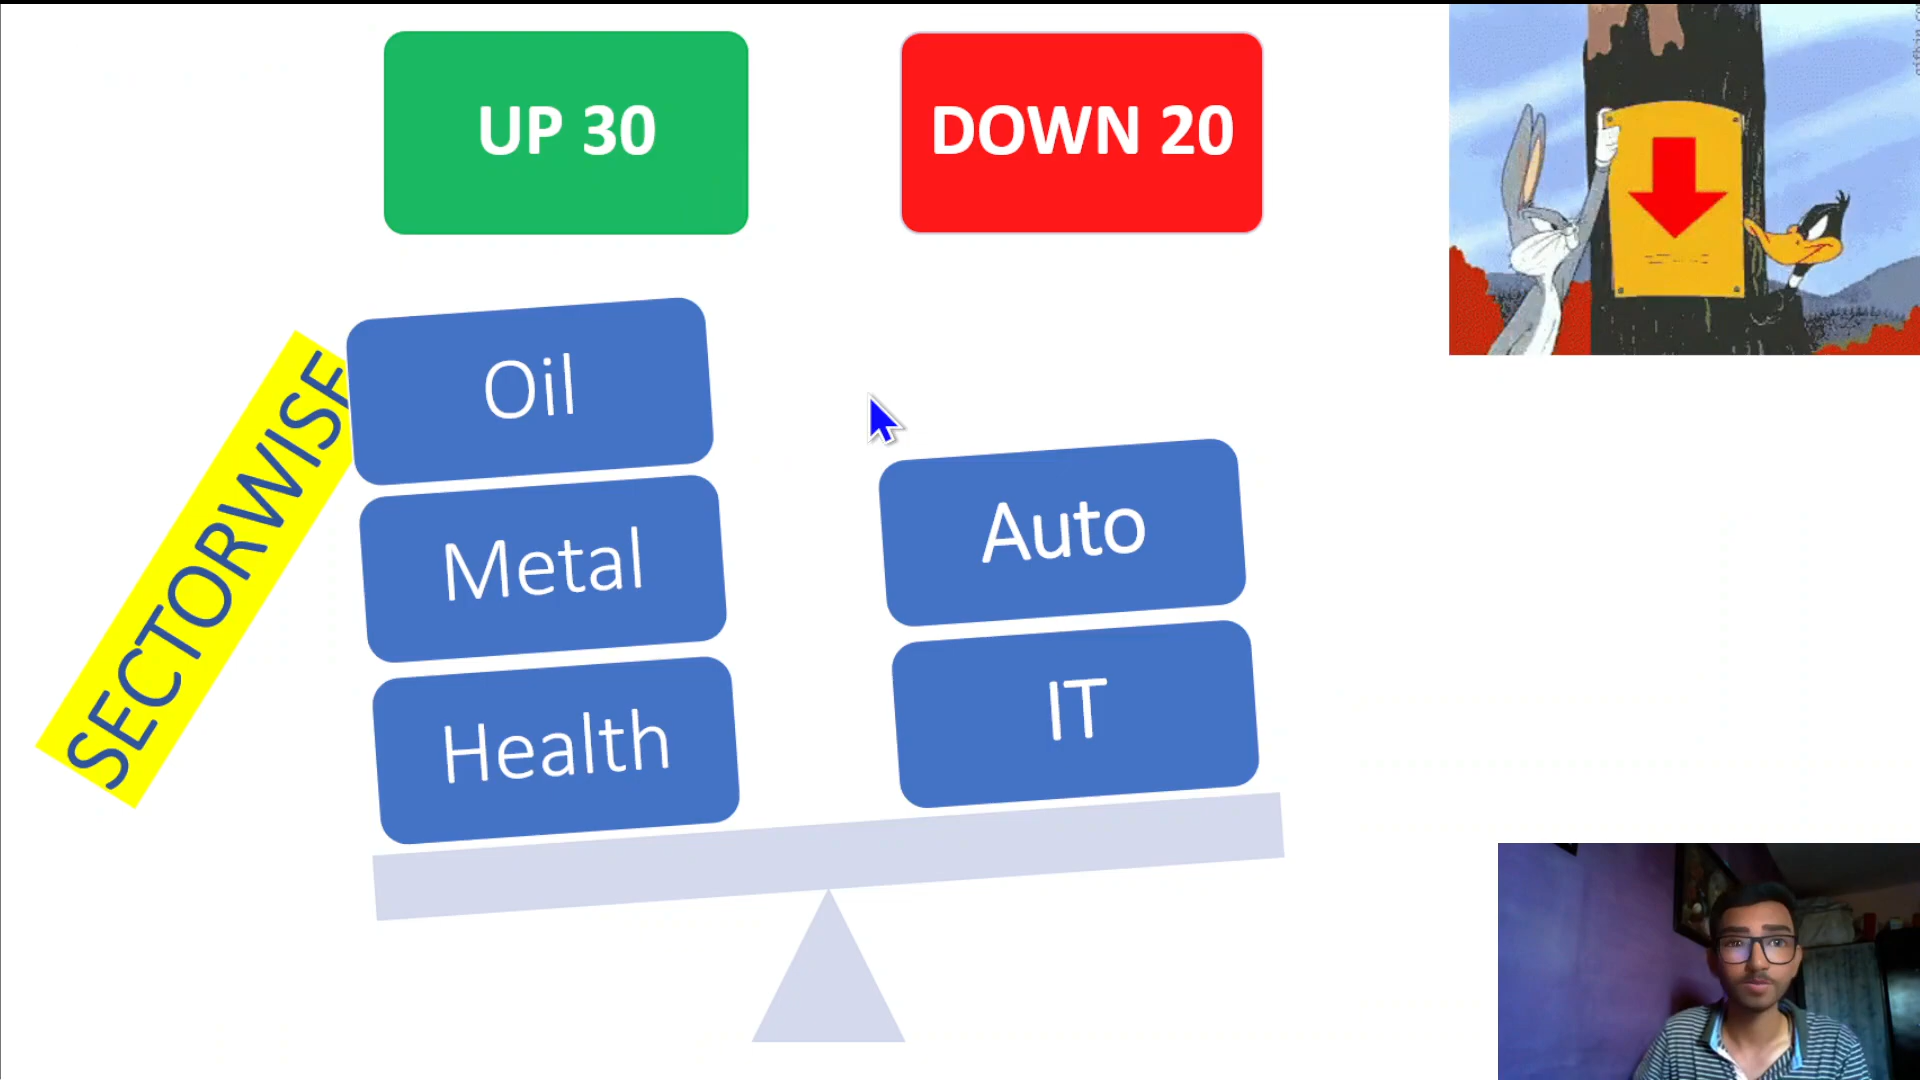 UP 30
DOWN 20
SECTORWISE
Oil
Metal
Health
Auto
IT